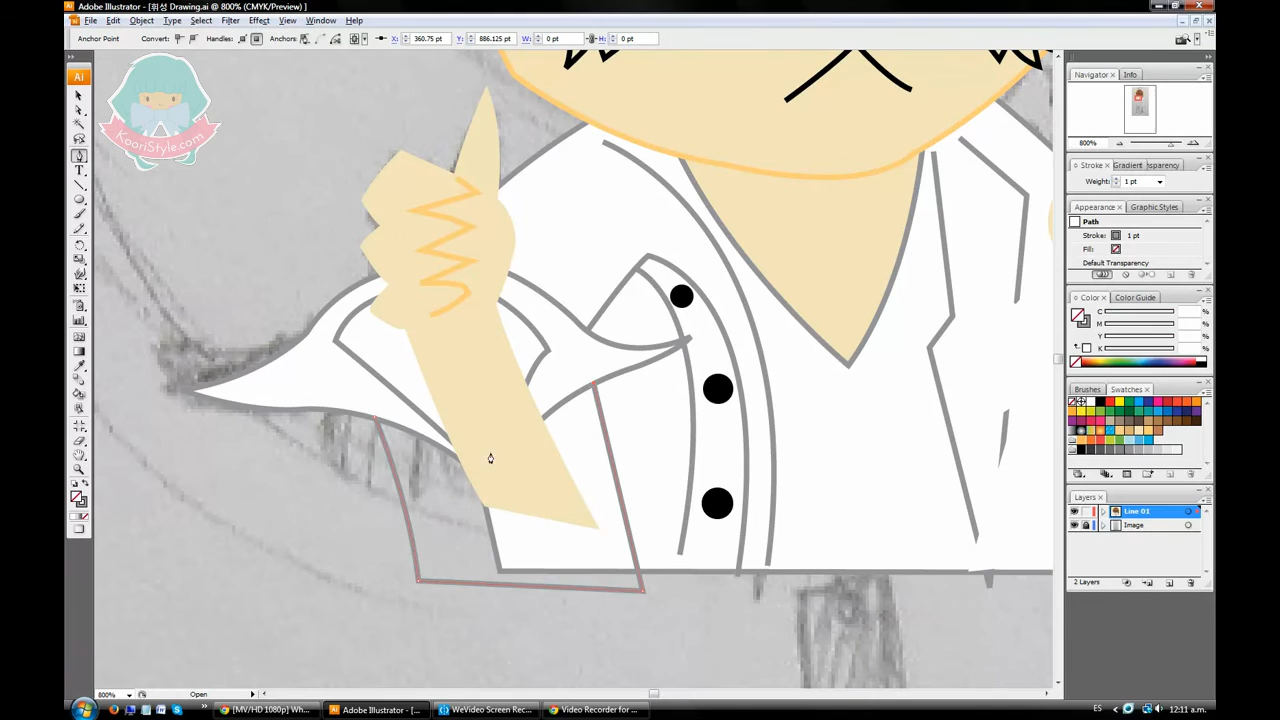 Adobe Illustrator - [휘성 Drawing.ai @ 800% (CMYK/Preview) ]
File Edit Object Type Select Filter Effect View Window Help
Anchor Point Convert: Handles: Anchors: X: 360.75 pt Y: 886.125 pt W: 0 pt H: 0 pt
Ai
KooriStyle.com
Navigator Info
800%
Stroke Gradient nsparency
Weight: 1 pt
Appearance Graphic Styles
Path
Stroke: 1 pt
Fill:
Default Transparency
Color Color Guide
C %
M %
Y %
K %
Brushes Swatches
Layers
Line 01
Image
2 Layers
800% Open
[MV/HD 1080p] Wh... Adobe Illustrator - [... WeVideo Screen Rec... Video Recorder for ... ES 12:11 a.m.